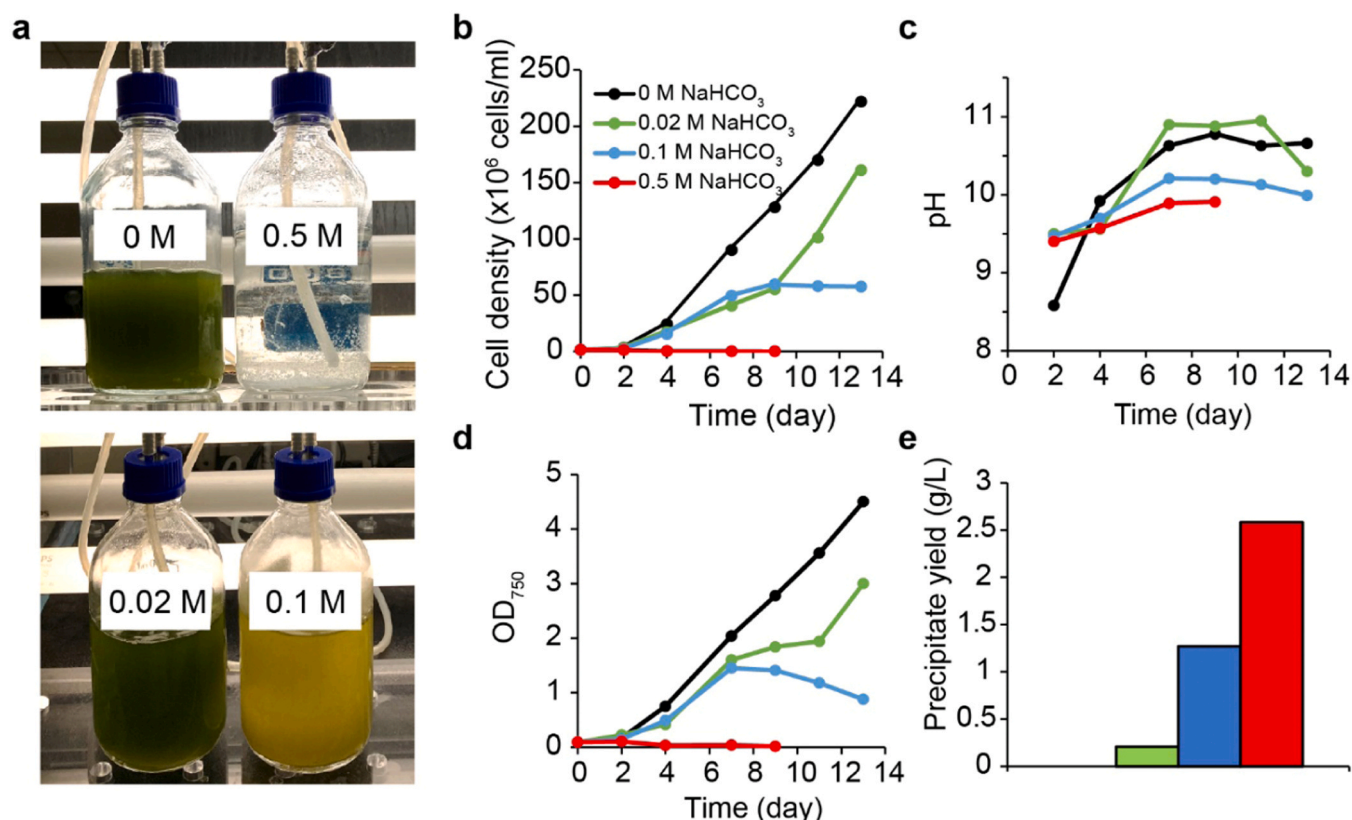 a
0 M
0.5 M
0.02 M
0.1 M
b
Cell density (x10⁶ cells/ml)
250
200
150
100
50
0
0 M NaHCO₃
0.02 M NaHCO₃
0.1 M NaHCO₃
0.5 M NaHCO₃
0 2 4 6 8 10 12 14
Time (day)
c
pH
11
10
9
8
0 2 4 6 8 10 12 14
Time (day)
d
OD₇₅₀
5
4
3
2
1
0
0 2 4 6 8 10 12 14
Time (day)
e
Precipitate yield (g/L)
3
2.5
2
1.5
1
0.5
0